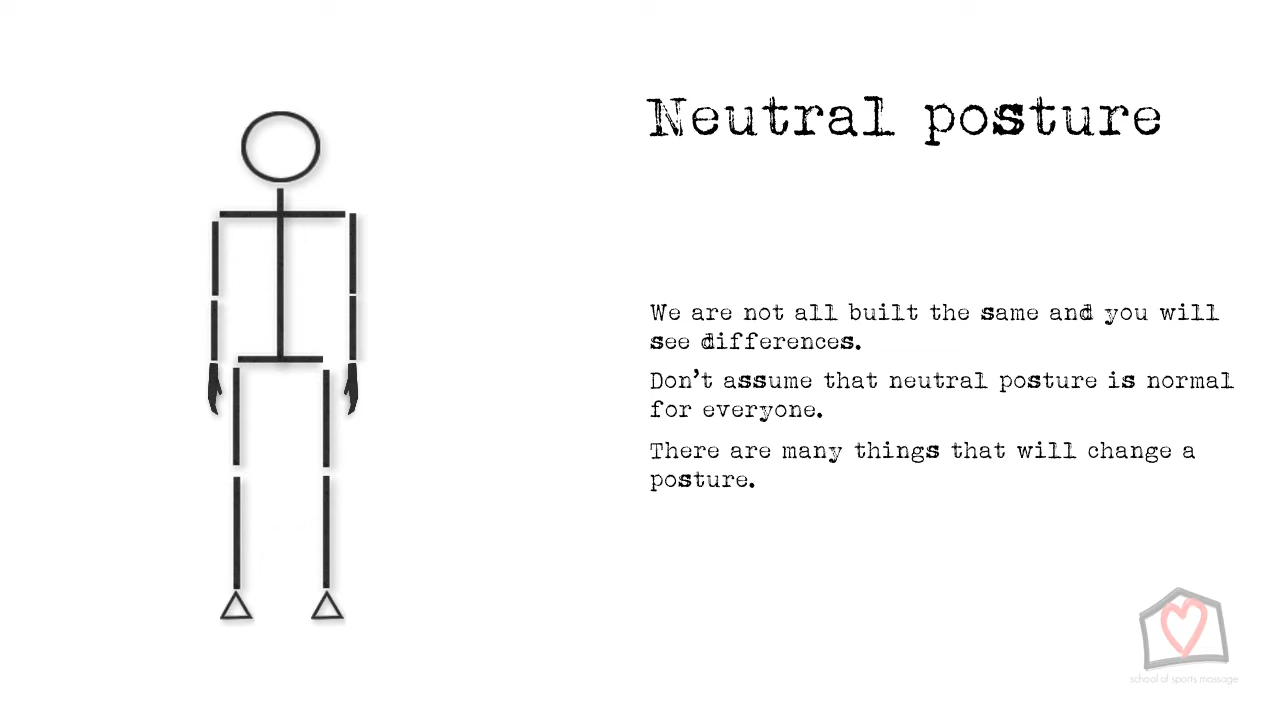 Neutral posture
We are not all built the same and you will
see differences.
Don't assume that neutral posture is normal
for everyone.
There are many things that will change a
posture.
school of sports massage